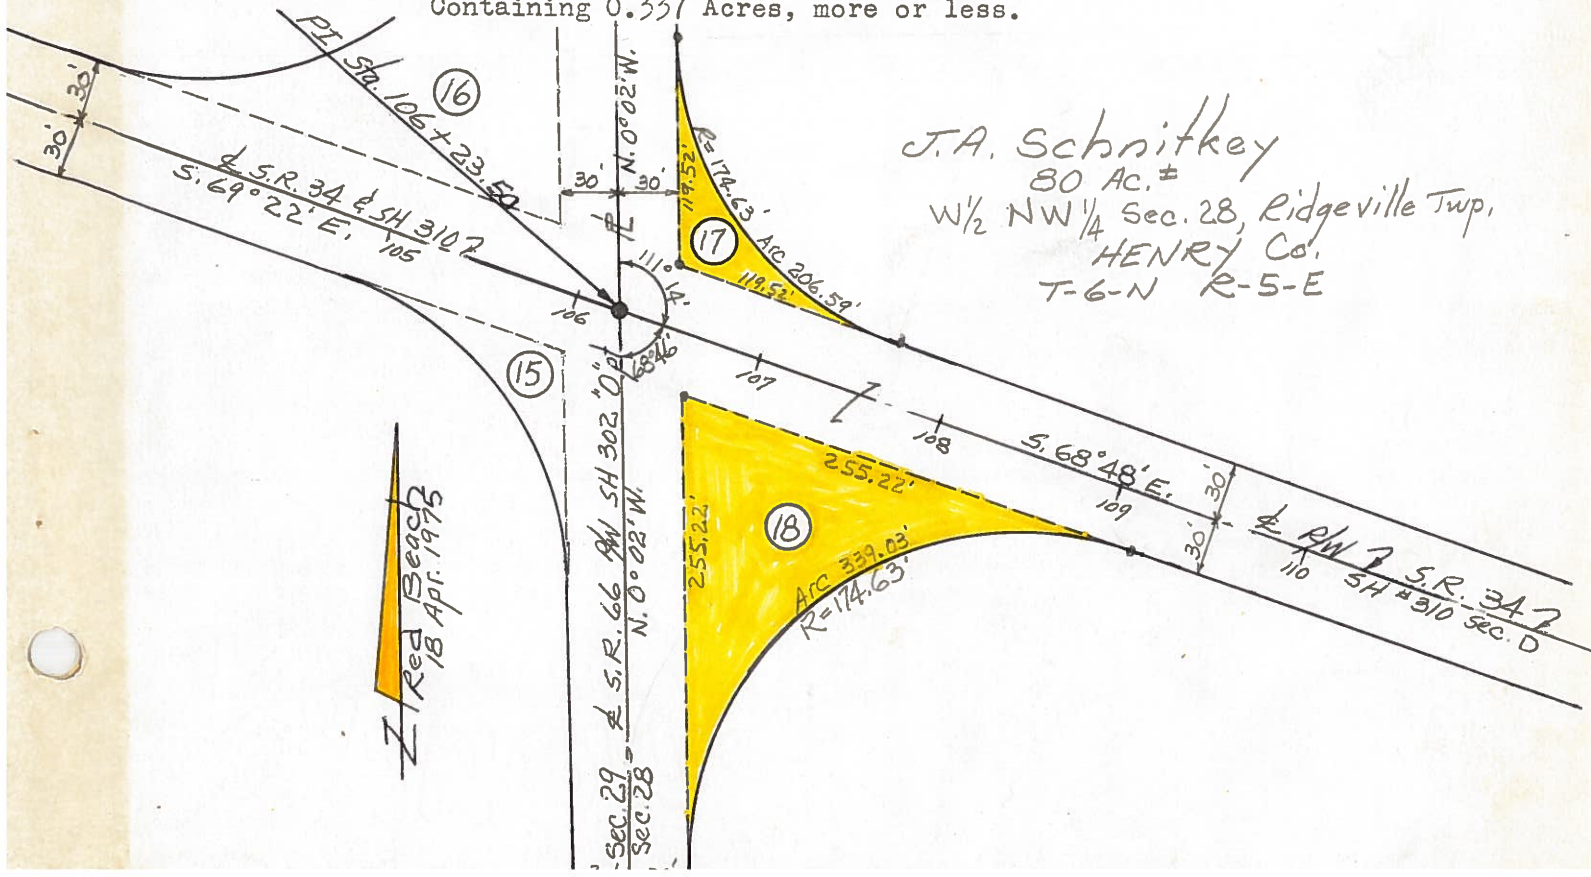 Containing 0.337 Acres, more or less.
PI Sta. 106+23.50
16
30'
30'
℄ S.R. 34 & SH 310
S. 69° 22' E.
105
106
30'
30'
N. 0° 02' W.
R=174.63'
Arc 206.59'
119.52'
119.52'
17
J.A. Schnitkey
80 Ac.±
W½ NW¼ Sec. 28, Ridgeville Twp.
HENRY Co.
T-6-N R-5-E
111° 14'
68°46'
15
107
108
S. 68° 48' E.
109
30'
30'
110
℄ R/W S.R. 34
SH #310 Sec. D
255.22'
255.22'
18
Arc 339.03'
R=174.63'
℄ S.R. 66 R/W SH 302 "O"
N. 0° 02' W.
Sec. 29
Sec. 28
Red Beach
18 Apr. 1975